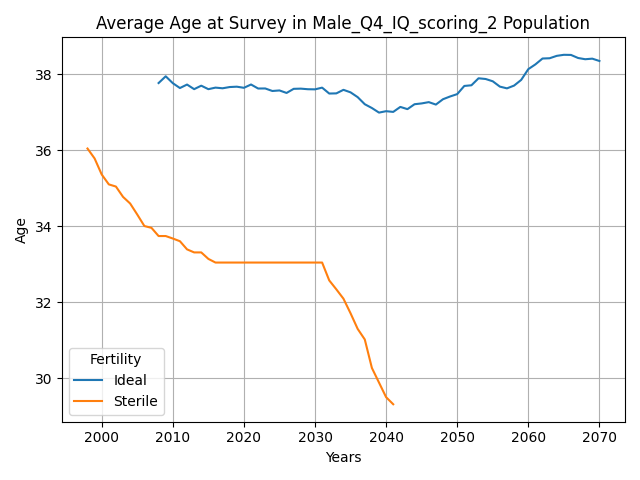 Average Age at Survey in Male_Q4_IQ_scoring_2 Population
Age
38
36
34
32
30
Fertility
Ideal
Sterile
2000 2010 2020 2030 2040 2050 2060 2070
Years